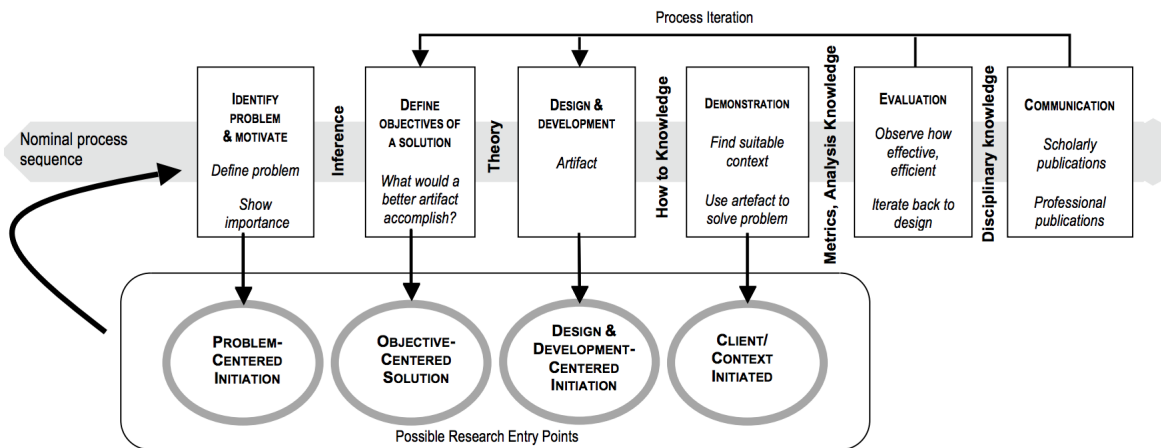 Process Iteration
Nominal process
sequence
IDENTIFY
PROBLEM
& MOTIVATE
Define problem
Show
importance
Inference
DEFINE
OBJECTIVES OF
A SOLUTION
What would a
better artifact
accomplish?
Theory
DESIGN &
DEVELOPMENT
Artifact
How to Knowledge
DEMONSTRATION
Find suitable
context
Use artefact to
solve problem
Metrics, Analysis Knowledge
EVALUATION
Observe how
effective,
efficient
Iterate back to
design
Disciplinary knowledge
COMMUNICATION
Scholarly
publications
Professional
publications
PROBLEM-
CENTERED
INITIATION
OBJECTIVE-
CENTERED
SOLUTION
DESIGN &
DEVELOPMENT-
CENTERED
INITIATION
CLIENT/
CONTEXT
INITIATED
Possible Research Entry Points